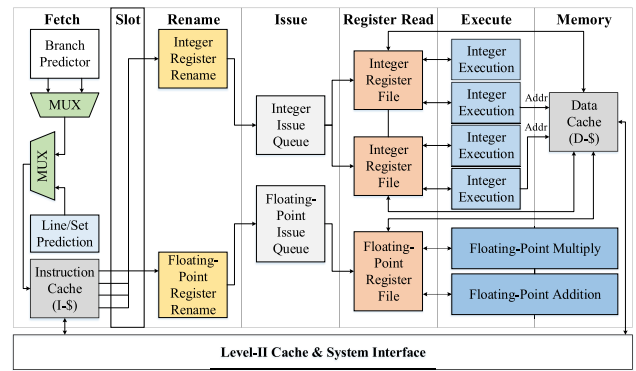 Fetch
Slot
Rename
Issue
Register Read
Execute
Memory
Branch
Predictor
MUX
MUX
Line/Set
Prediction
Instruction
Cache
(I-$)
Integer
Register
Rename
Floating-
Point
Register
Rename
Integer
Issue
Queue
Floating-
Point
Issue
Queue
Integer
Register
File
Integer
Register
File
Floating-
Point
Register
File
Integer
Execution
Integer
Execution
Integer
Execution
Integer
Execution
Addr
Addr
Data
Cache
(D-$)
Floating-Point Multiply
Floating-Point Addition
Level-II Cache & System Interface